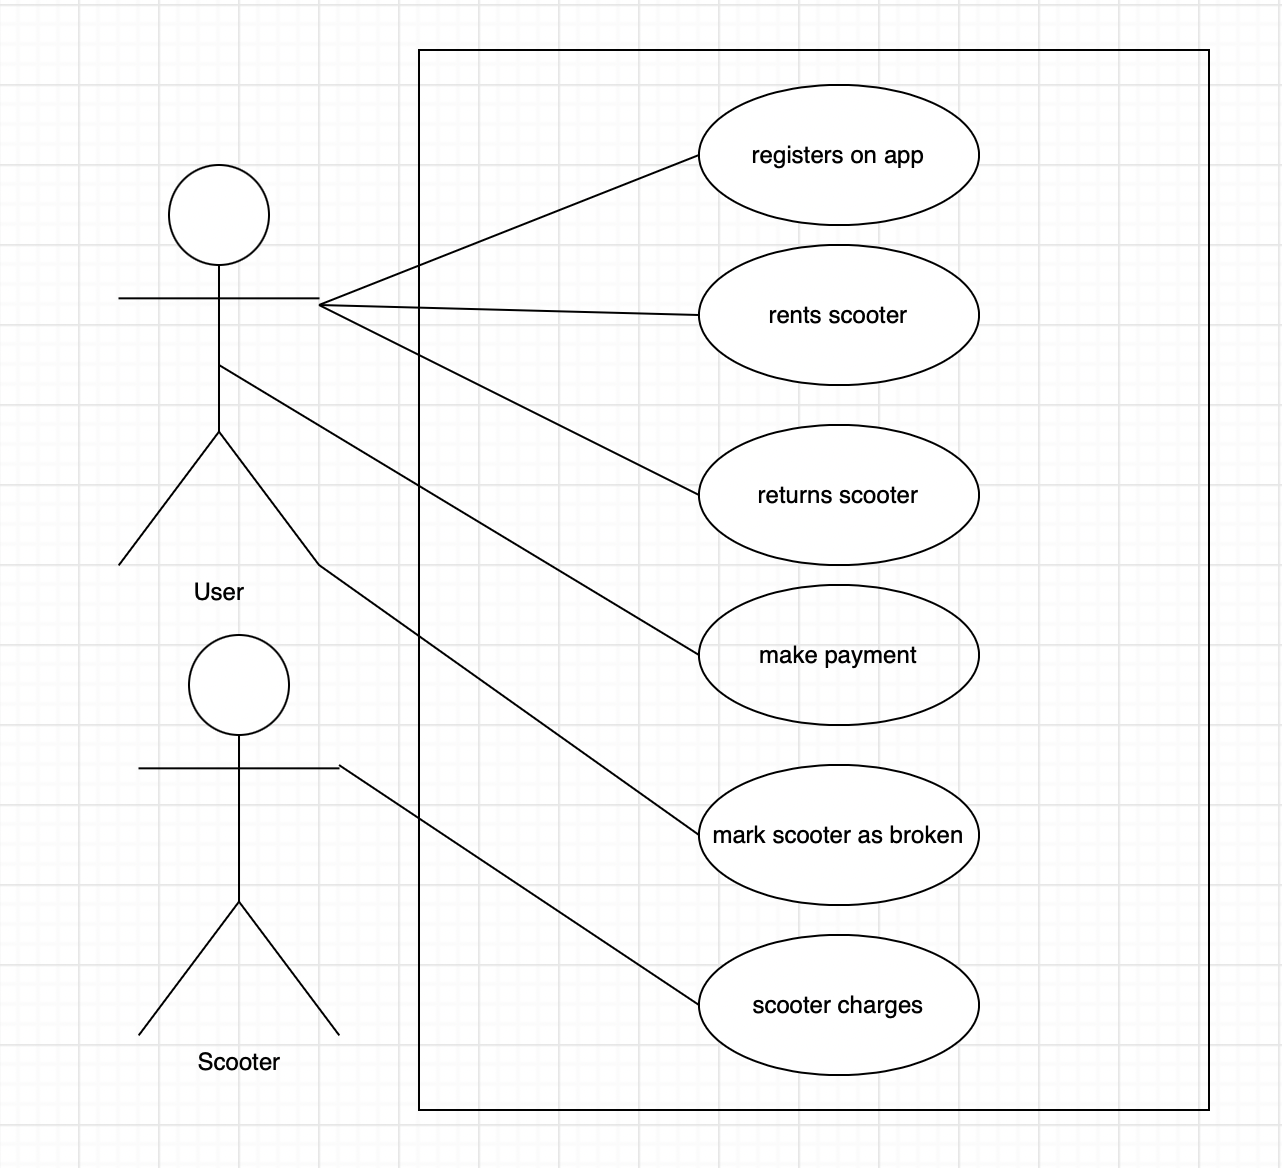 registers on app
rents scooter
returns scooter
User
make payment
mark scooter as broken
scooter charges
Scooter